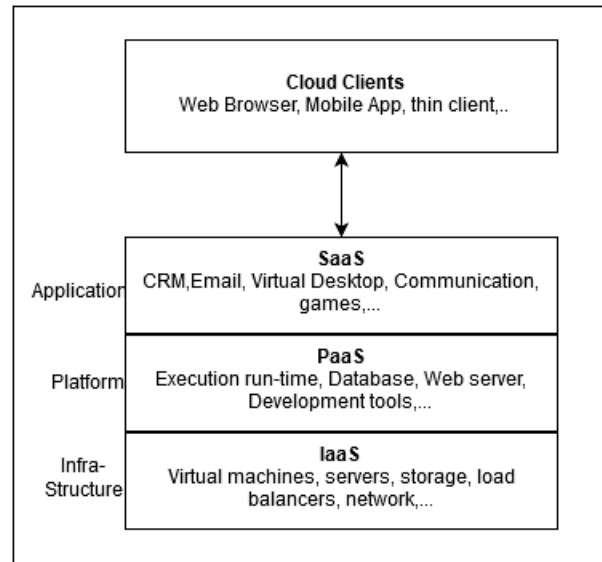 Cloud Clients
Web Browser, Mobile App, thin client,..
SaaS
Application
CRM,Email, Virtual Desktop, Communication,
games,...
PaaS
Platform
Execution run-time, Database, Web server,
Development tools,...
IaaS
Infra-
Structure
Virtual machines, servers, storage, load
balancers, network,...